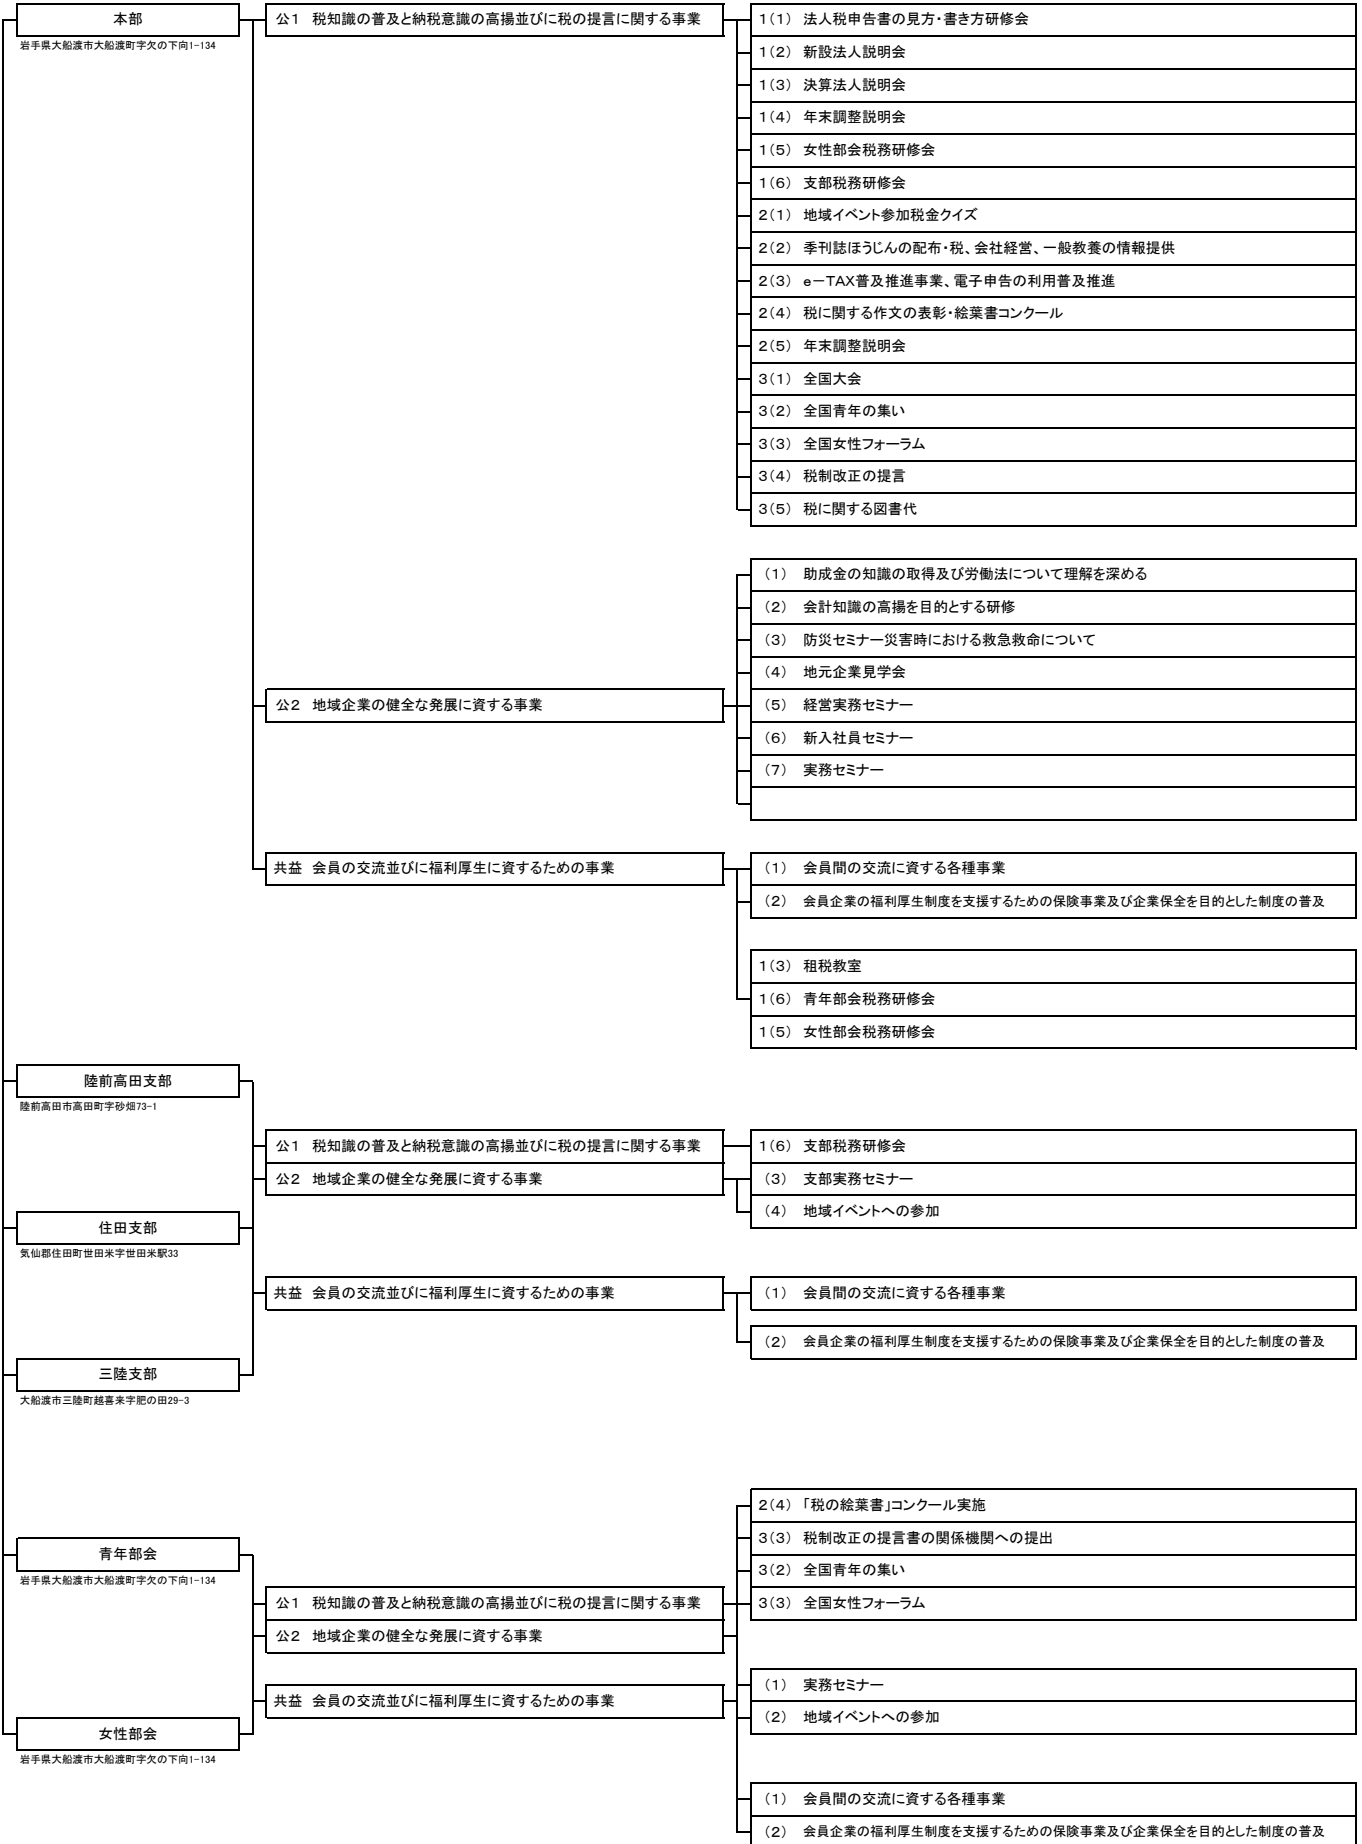 本部
岩手県大船渡市大船渡町字欠の下向1-134
公1 税知識の普及と納税意識の高揚並びに税の提言に関する事業
1(1) 法人税申告書の見方・書き方研修会
1(2) 新設法人説明会
1(3) 決算法人説明会
1(4) 年末調整説明会
1(5) 女性部会税務研修会
1(6) 支部税務研修会
2(1) 地域イベント参加税金クイズ
2(2) 季刊誌ほうじんの配布・税、会社経営、一般教養の情報提供
2(3) e－TAX普及推進事業、電子申告の利用普及推進
2(4) 税に関する作文の表彰・絵葉書コンクール
2(5) 年末調整説明会
3(1) 全国大会
3(2) 全国青年の集い
3(3) 全国女性フォーラム
3(4) 税制改正の提言
3(5) 税に関する図書代
公2 地域企業の健全な発展に資する事業
(1) 助成金の知識の取得及び労働法について理解を深める
(2) 会計知識の高揚を目的とする研修
(3) 防災セミナー災害時における救急救命について
(4) 地元企業見学会
(5) 経営実務セミナー
(6) 新入社員セミナー
(7) 実務セミナー
共益 会員の交流並びに福利厚生に資するための事業
(1) 会員間の交流に資する各種事業
(2) 会員企業の福利厚生制度を支援するための保険事業及び企業保全を目的とした制度の普及
1(3) 租税教室
1(6) 青年部会税務研修会
1(5) 女性部会税務研修会
陸前高田支部
陸前高田市高田町字砂畑73-1
公1 税知識の普及と納税意識の高揚並びに税の提言に関する事業
1(6) 支部税務研修会
公2 地域企業の健全な発展に資する事業
(3) 支部実務セミナー
(4) 地域イベントへの参加
住田支部
気仙郡住田町世田米字世田米駅33
共益 会員の交流並びに福利厚生に資するための事業
(1) 会員間の交流に資する各種事業
(2) 会員企業の福利厚生制度を支援するための保険事業及び企業保全を目的とした制度の普及
三陸支部
大船渡市三陸町越喜来字肥の田29-3
2(4) 「税の絵葉書」コンクール実施
3(3) 税制改正の提言書の関係機関への提出
3(2) 全国青年の集い
3(3) 全国女性フォーラム
青年部会
岩手県大船渡市大船渡町字欠の下向1-134
公1 税知識の普及と納税意識の高揚並びに税の提言に関する事業
公2 地域企業の健全な発展に資する事業
共益 会員の交流並びに福利厚生に資するための事業
(1) 実務セミナー
(2) 地域イベントへの参加
女性部会
岩手県大船渡市大船渡町字欠の下向1-134
(1) 会員間の交流に資する各種事業
(2) 会員企業の福利厚生制度を支援するための保険事業及び企業保全を目的とした制度の普及